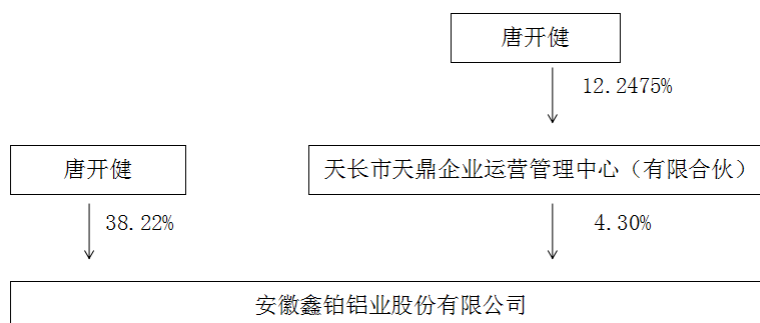 唐开健
12.2475%
唐开健
天长市天鼎企业运营管理中心（有限合伙）
38.22%
4.30%
安徽鑫铂铝业股份有限公司